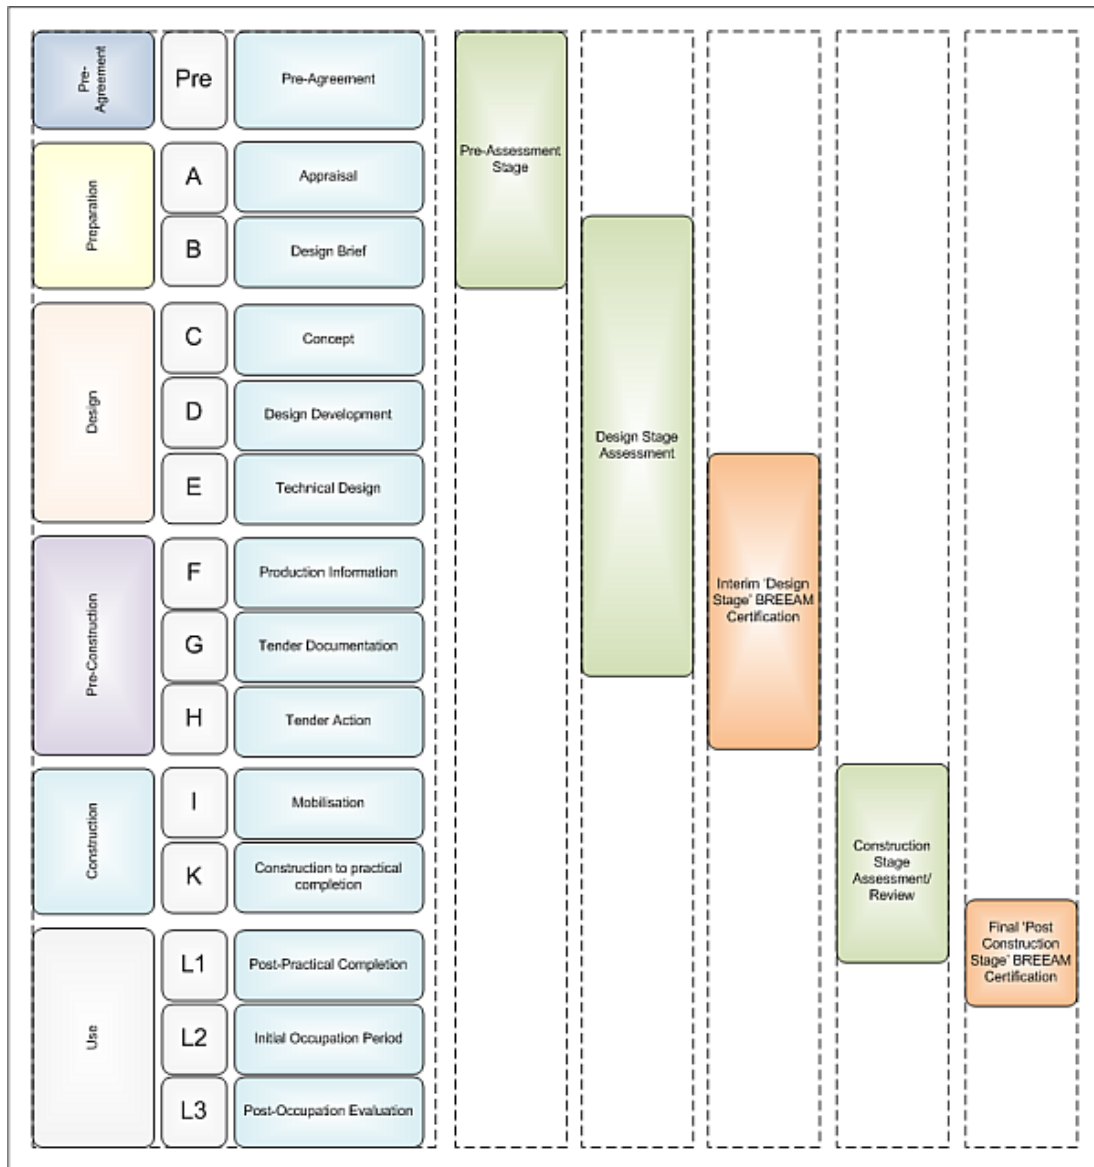 Pre-
Agreement
Pre
Pre-Agreement
Preparation
A
Appraisal
B
Design Brief
Design
C
Concept
D
Design Development
E
Technical Design
Pre-Construction
F
Production Information
G
Tender Documentation
H
Tender Action
Construction
I
Mobilisation
K
Construction to practical
completion
Use
L1
Post-Practical Completion
L2
Initial Occupation Period
L3
Post-Occupation Evaluation
Pre-Assessment
Stage
Design Stage
Assessment
Interim 'Design
Stage' BREEAM
Certification
Construction
Stage
Assessment/
Review
Final 'Post
Construction
Stage' BREEAM
Certification